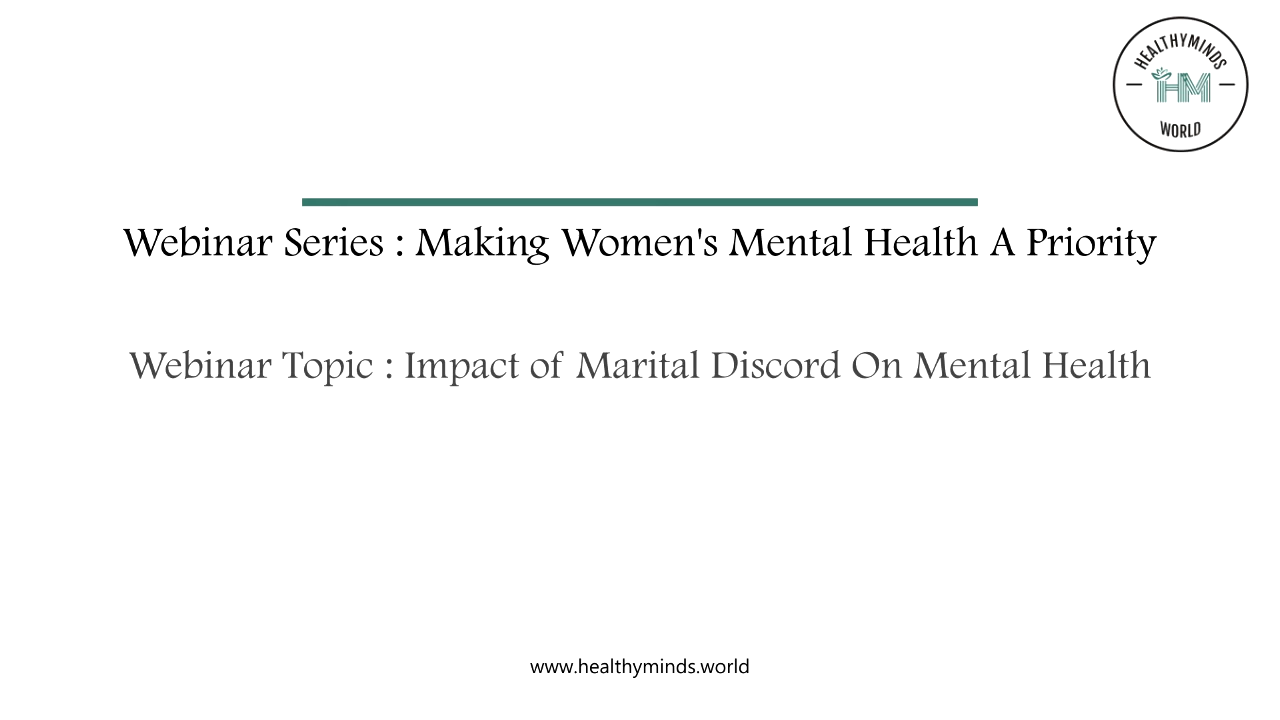 HEALTHYMINDS
HM
WORLD
Webinar Series : Making Women's Mental Health A Priority
Webinar Topic : Impact of Marital Discord On Mental Health
www.healthyminds.world